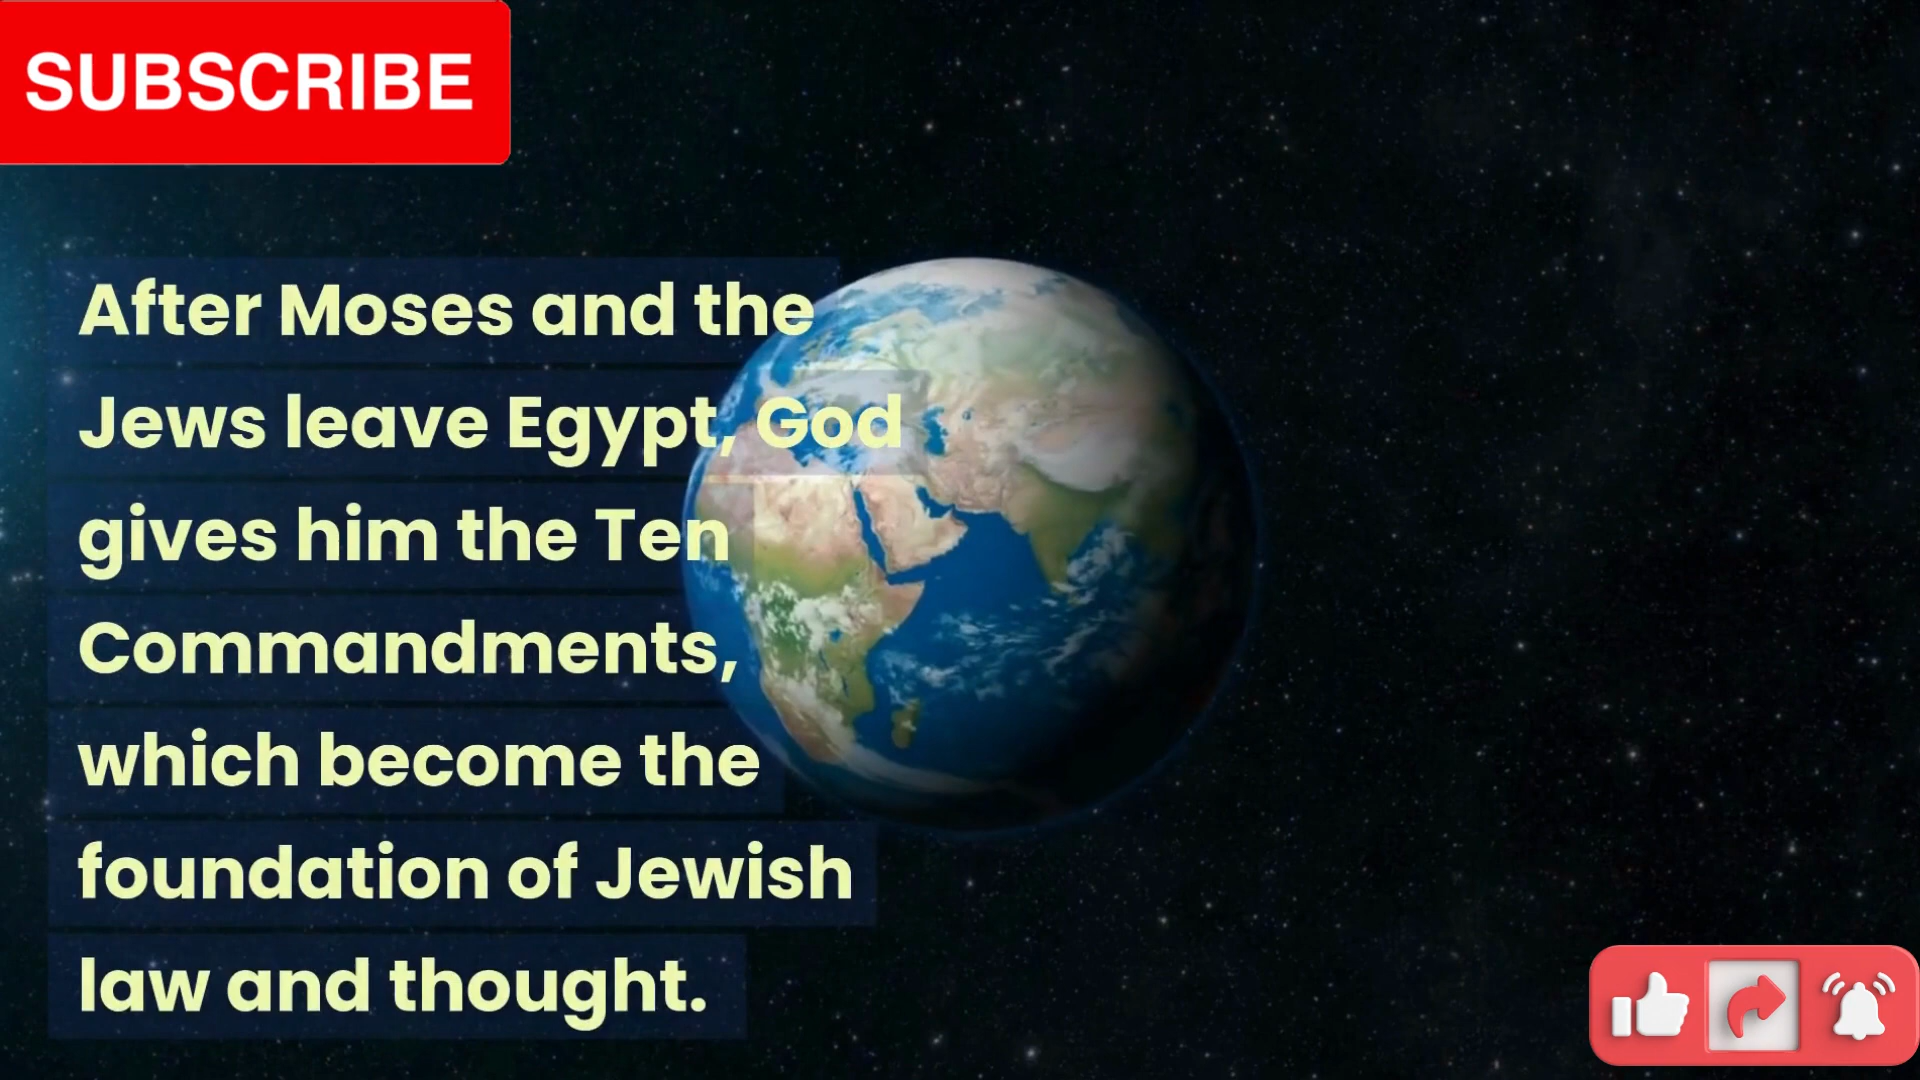 SUBSCRIBE
After Moses and the
Jews leave Egypt, God
gives him the Ten
Commandments,
which become the
foundation of Jewish
law and thought.